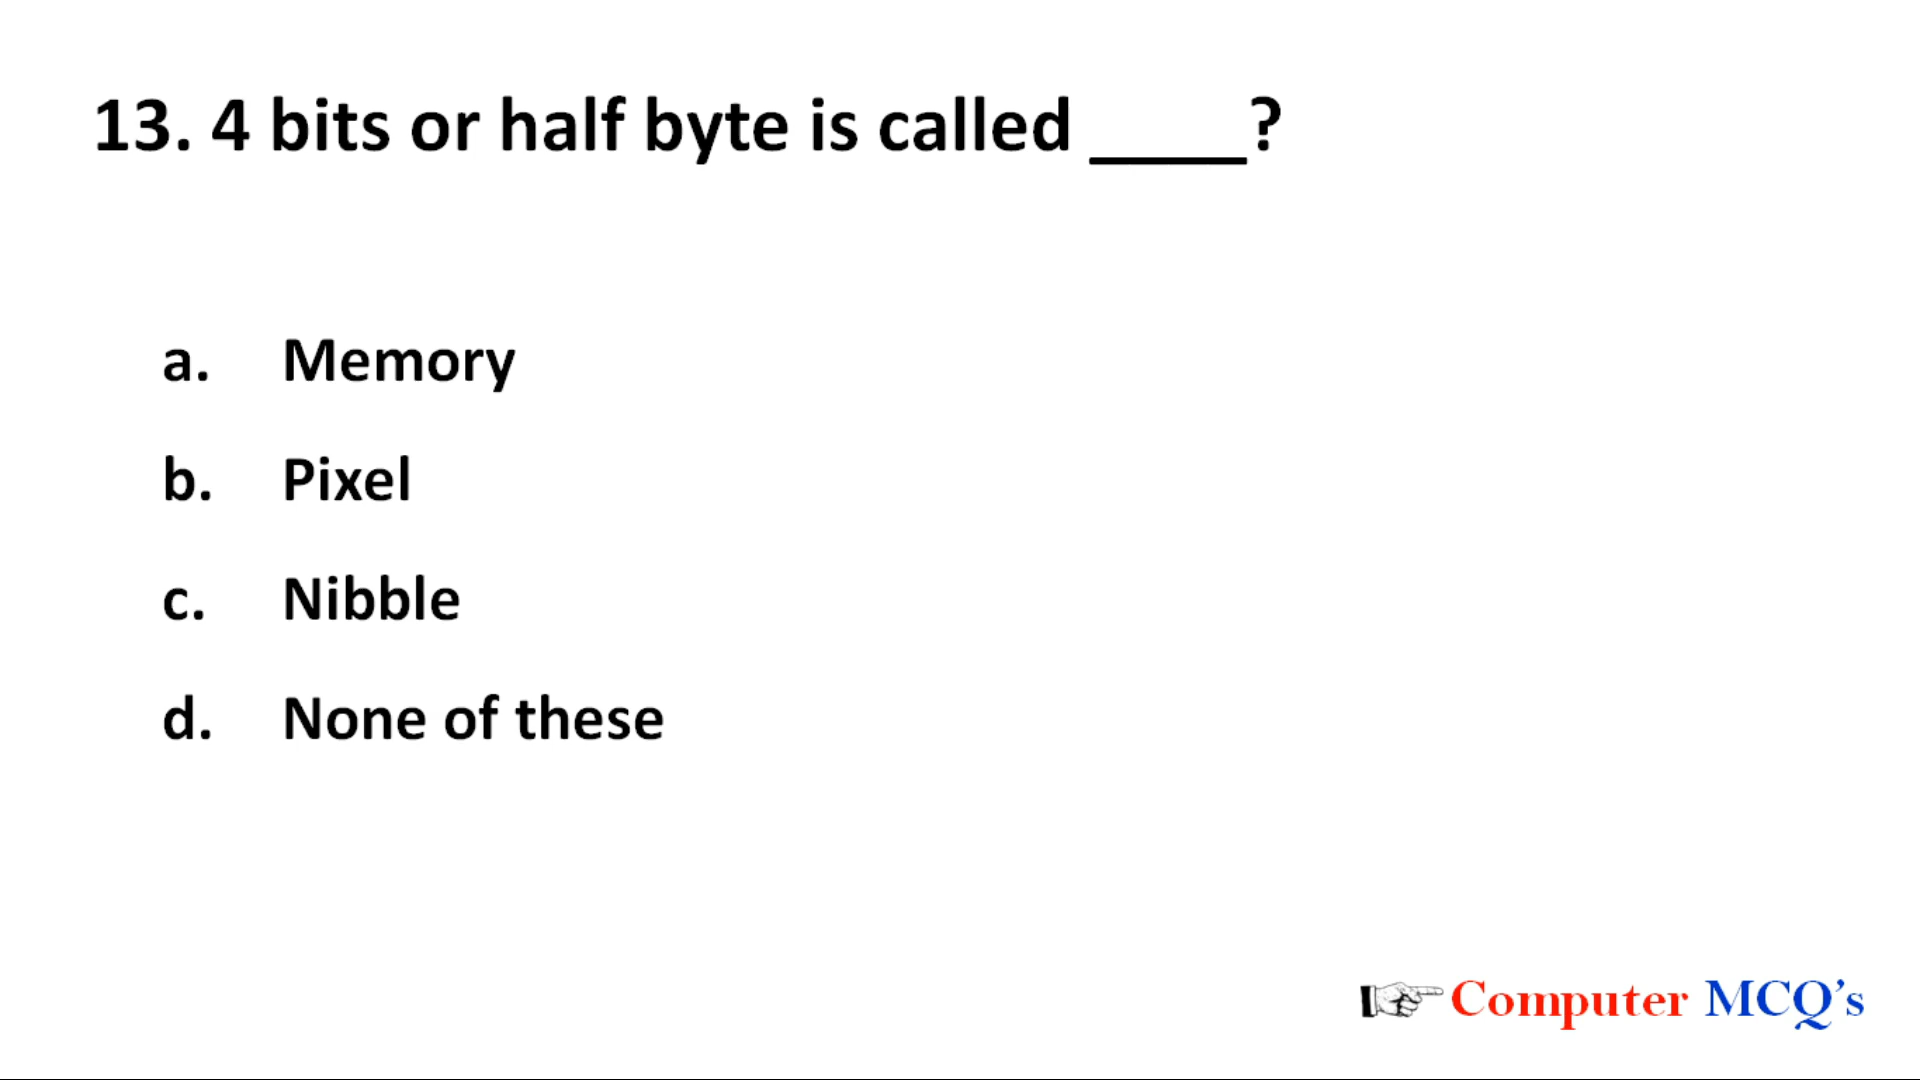 13. 4 bits or half byte is called ____?
a. Memory
b. Pixel
c. Nibble
d. None of these
Computer MCQ’s